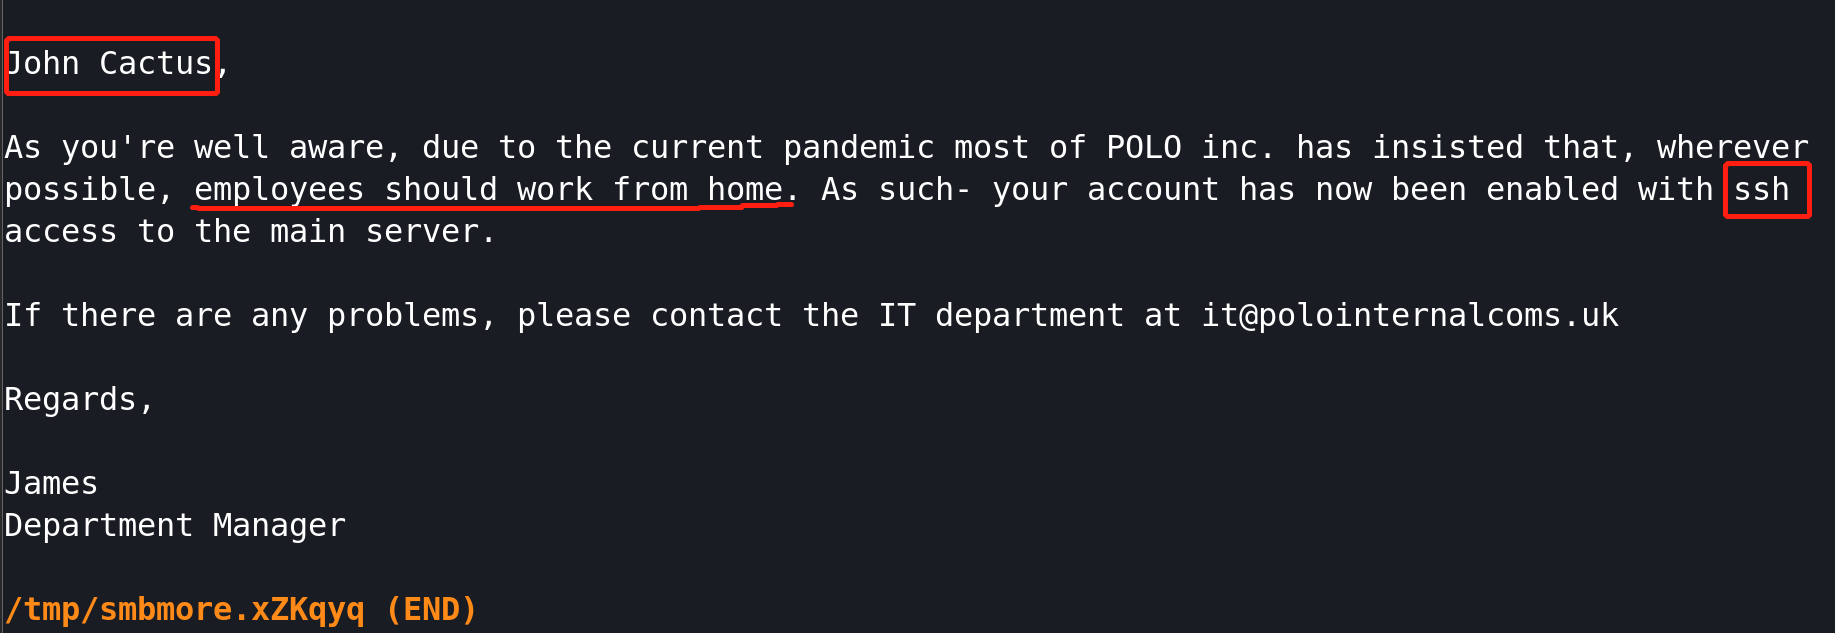 John Cactus,
As you're well aware, due to the current pandemic most of POLO inc. has insisted that, wherever
possible, employees should work from home. As such- your account has now been enabled with ssh
access to the main server.
If there are any problems, please contact the IT department at it@polointernalcoms.uk
Regards,
James
Department Manager
/tmp/smbmore.xZKqyq (END)